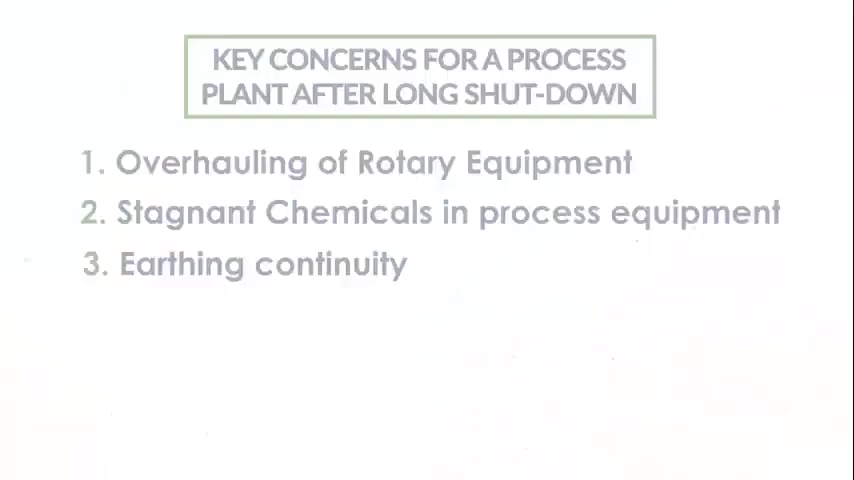 KEY CONCERNS FOR A PROCESS
PLANT AFTER LONG SHUT-DOWN
1. Overhauling of Rotary Equipment
2. Stagnant Chemicals in process equipment
3. Earthing continuity